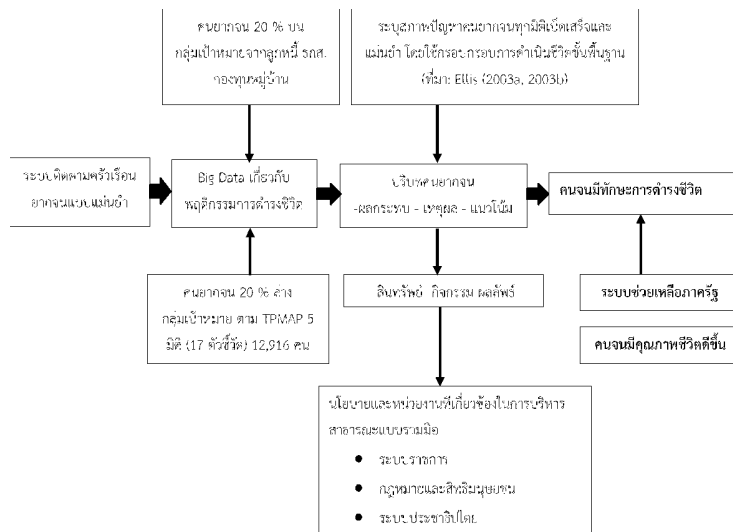 คนยากจน 20 % บน
กลุ่มเป้าหมายจากลูกหนี้ ธกส.
กองทุนหมู่บ้าน
ระบุสภาพปัญหาคนยากจนทุกมิติเบ็ดเสร็จและ
แม่นยำ โดยใช้กรอบกรอบการดำเนินชีวิตขั้นพื้นฐาน
(ที่มา: Ellis (2003a, 2003b)
ระบบติดตามครัวเรือน
ยากจนแบบแม่นยำ
Big Data เกี่ยวกับ
พฤติกรรมการดำรงชีวิต
บริบทคนยากจน
-ผลกระทบ - เหตุผล - แนวโน้ม
คนจนมีทักษะการดำรงชีวิต
คนยากจน 20 % ล่าง
กลุ่มเป้าหมาย ตาม TPMAP 5
มิติ (17 ตัวชี้วัด) 12,916 คน
สินทรัพย์ กิจกรรม ผลลัพธ์
ระบบช่วยเหลือภาครัฐ
คนจนมีคุณภาพชีวิตดีขึ้น
นโยบายและหน่วยงานที่เกี่ยวข้องในการบริหาร
สาธารณะแบบร่วมมือ
● ระบบราชการ
● กฎหมายและสิทธิมนุษยชน
● ระบบประชาธิปไตย